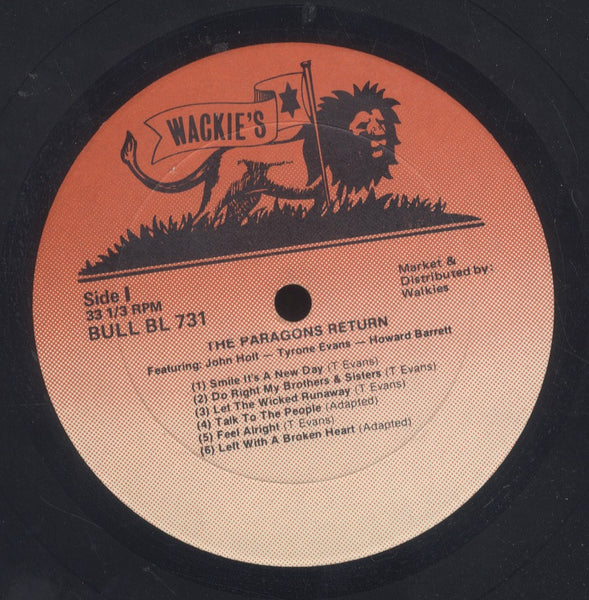 WACKIE'S
Side I
33 1/3 RPM
BULL BL 731
Market &
Distributed by:
Walkies
THE PARAGONS RETURN
Featuring: John Holt — Tyrone Evans — Howard Barrett
(1) Smile It's A New Day (T Evans)
(2) Do Right My Brothers & Sisters (T Evans)
(3) Let The Wicked Runaway (T Evans)
(4) Talk To The People (Adapted)
(5) Feel Alright (T Evans)
(6) Left With A Broken Heart (Adapted)